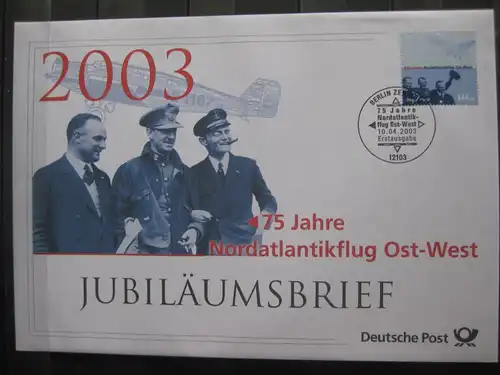 2003
BERLIN ZENTRUM
75 Jahre
Nordatlantik-
flug Ost-West
10.04.2003
Erstausgabe
12103
75 Jahre
Nordatlantikflug Ost-West
JUBILÄUMSBRIEF
Deutsche Post